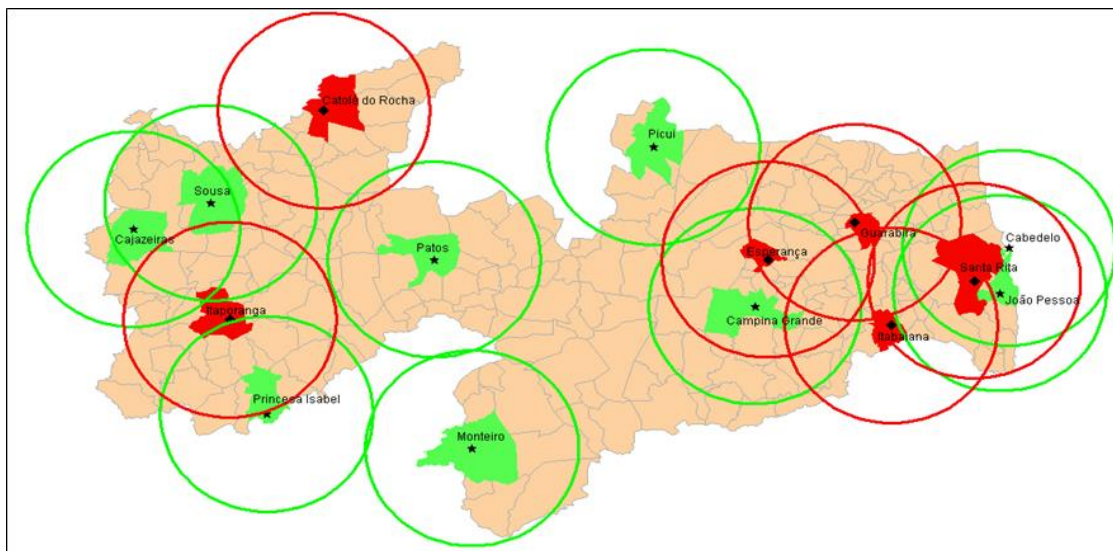 Catolé do Rocha
Picui
Sousa
Cajazeiras
Patos
Guarabira
Cabedelo
Esperança
Santa Rita
João Pessoa
Itaporanga
Campina Grande
Itabaiana
Princesa Isabel
Monteiro